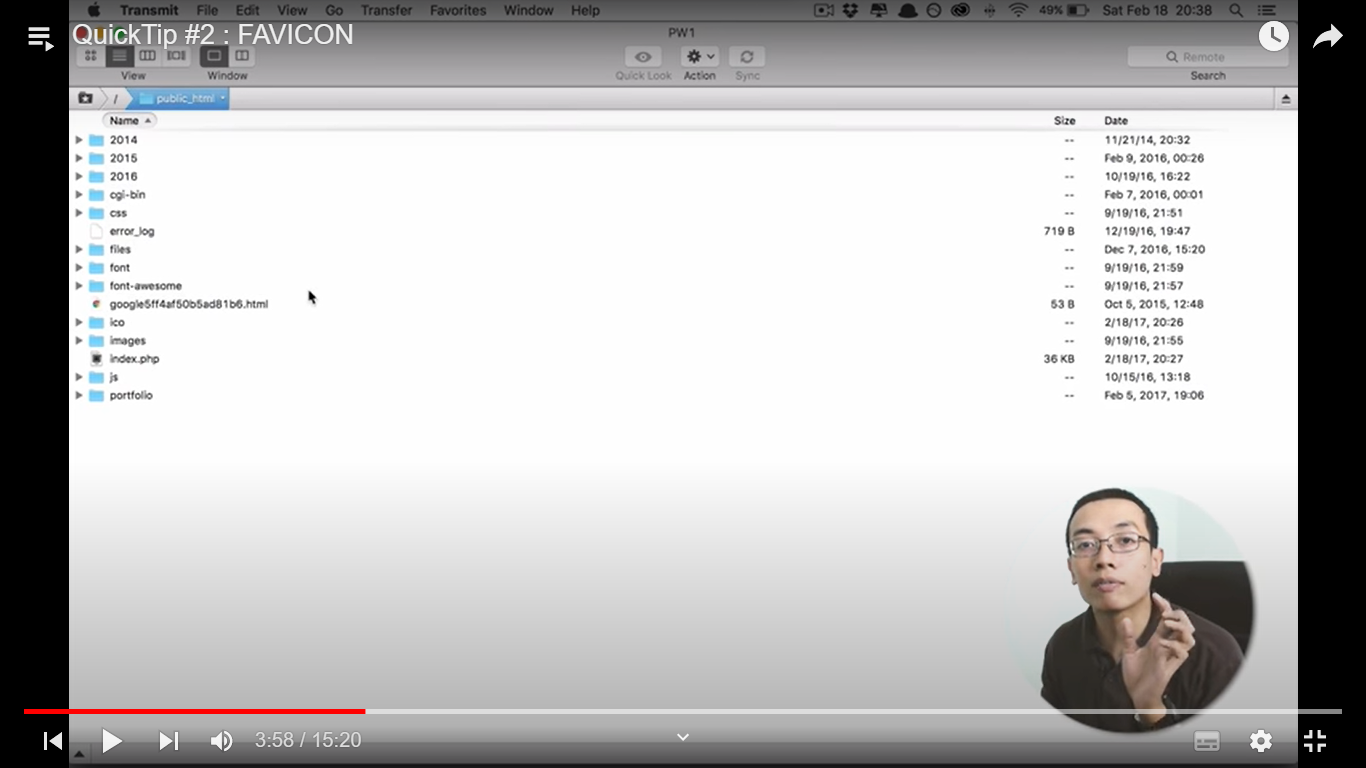 Transmit File Edit View Go Transfer Favorites Window Help 49% Sat Feb 18 20:38
QuickTip #2 : FAVICON
PW1
Remote
View Window Quick Look Action Sync Search
/ public_html
Name Size Date
2014 -- 11/21/14, 20:32
2015 -- Feb 9, 2016, 00:26
2016 -- 10/19/16, 16:22
cgi-bin -- Feb 7, 2016, 00:01
css -- 9/19/16, 21:51
error_log 719 B 12/19/16, 19:47
files -- Dec 7, 2016, 15:20
font -- 9/19/16, 21:59
font-awesome -- 9/19/16, 21:57
google5ff4af50b5ad81b6.html 53 B Oct 5, 2015, 12:48
ico -- 2/18/17, 20:26
images -- 9/19/16, 21:55
index.php 36 KB 2/18/17, 20:27
js -- 10/15/16, 13:18
portfolio -- Feb 5, 2017, 19:06
3:58 / 15:20